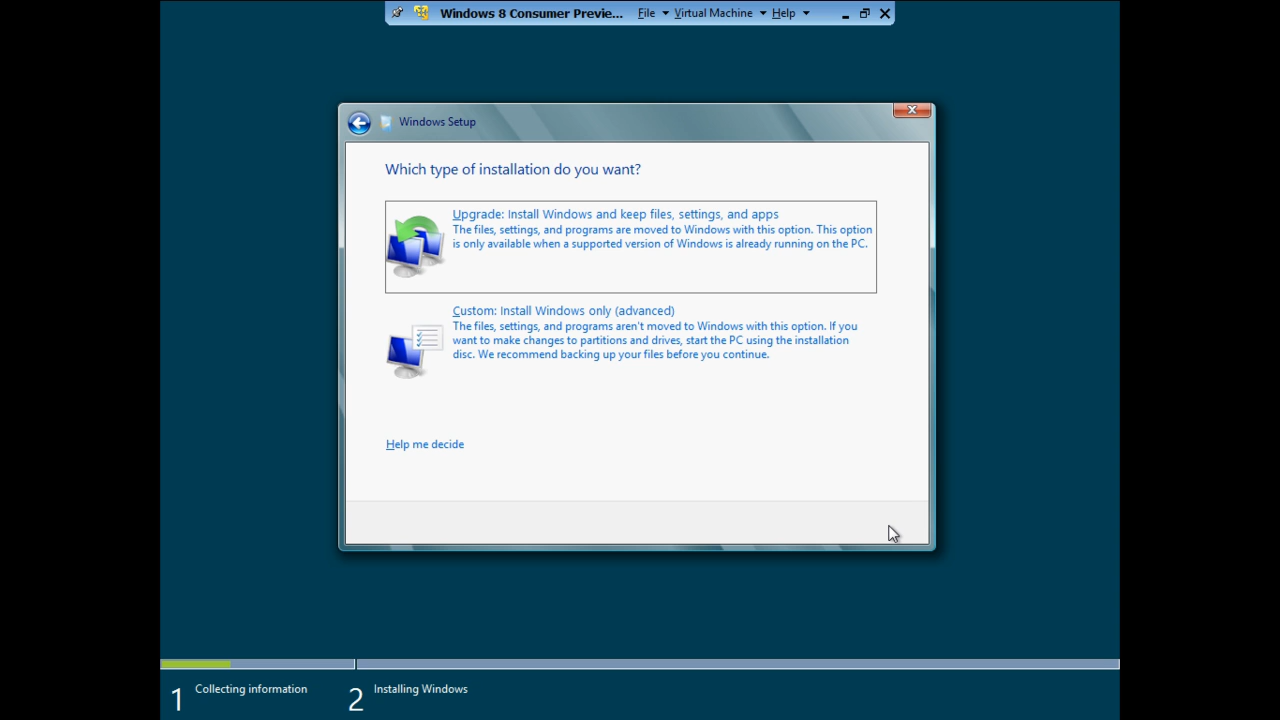 Windows 8 Consumer Previe... File Virtual Machine Help
Windows Setup
Which type of installation do you want?
Upgrade: Install Windows and keep files, settings, and apps
The files, settings, and programs are moved to Windows with this option. This option
is only available when a supported version of Windows is already running on the PC.
Custom: Install Windows only (advanced)
The files, settings, and programs aren't moved to Windows with this option. If you
want to make changes to partitions and drives, start the PC using the installation
disc. We recommend backing up your files before you continue.
Help me decide
1 Collecting information 2 Installing Windows